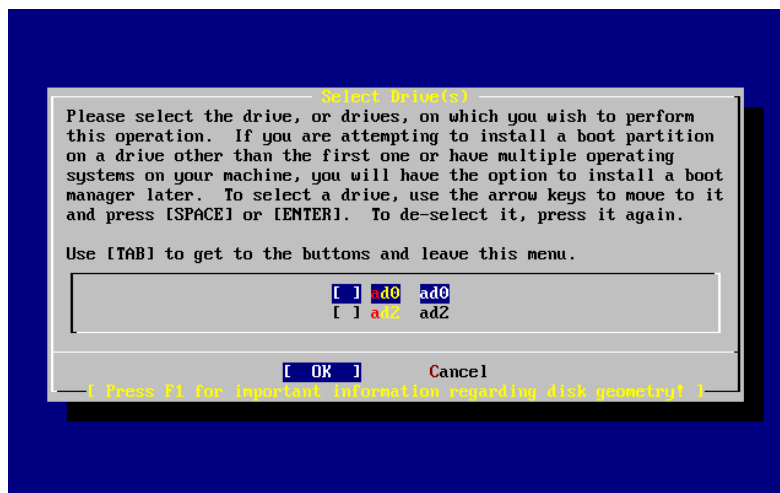 Select Drive(s)
Please select the drive, or drives, on which you wish to perform
this operation.  If you are attempting to install a boot partition
on a drive other than the first one or have multiple operating
systems on your machine, you will have the option to install a boot
manager later.  To select a drive, use the arrow keys to move to it
and press [SPACE] or [ENTER].  To de-select it, press it again.
Use [TAB] to get to the buttons and leave this menu.
[ ] ad0  ad0
[ ] ad2  ad2
[  OK  ]       Cancel
[ Press F1 for important information regarding disk geometry! ]